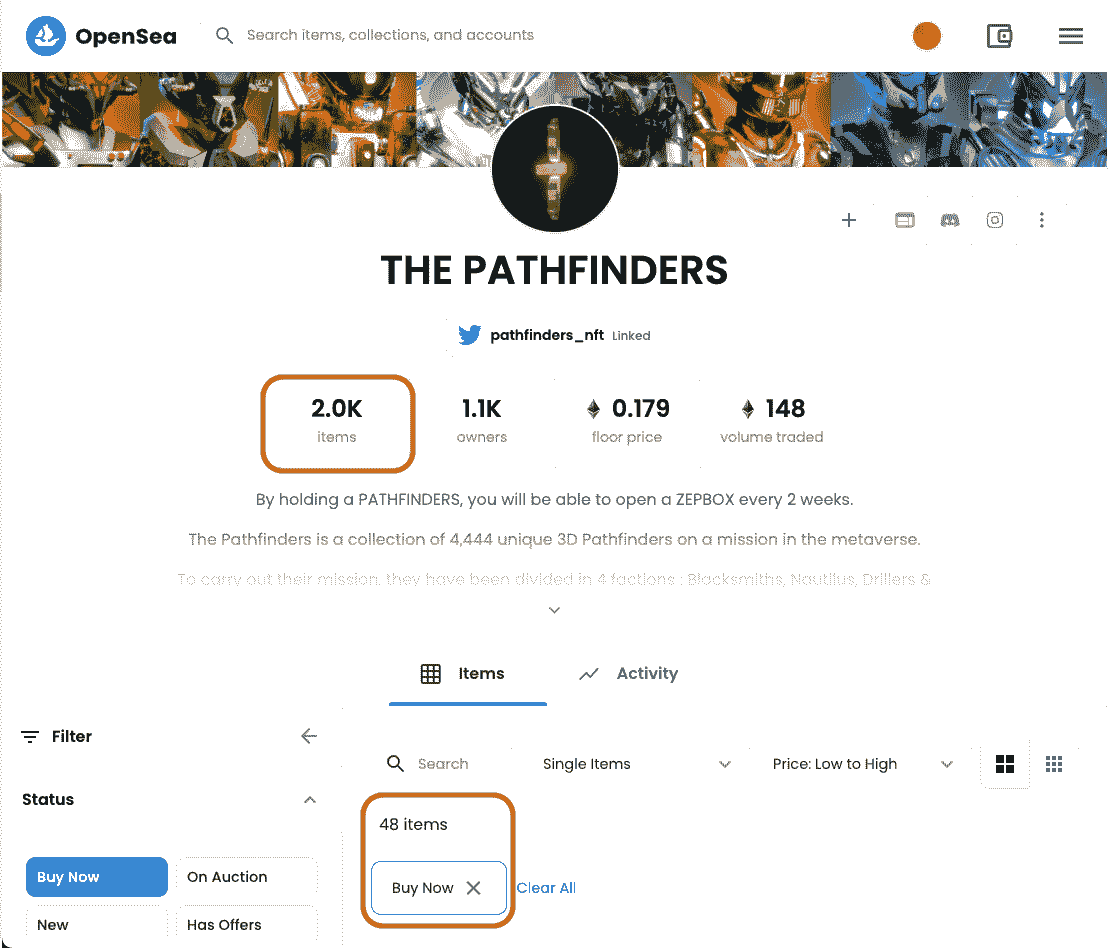 OpenSea
Search items, collections, and accounts
THE PATHFINDERS
pathfinders_nft Linked
2.0K 1.1K 0.179 148
items owners floor price volume traded
By holding a PATHFINDERS, you will be able to open a ZEPBOX every 2 weeks.
The Pathfinders is a collection of 4,444 unique 3D Pathfinders on a mission in the metaverse.
To carry out their mission, they have been divided in 4 factions : Blacksmiths, Nautilus, Drillers &
Items Activity
Filter
Search Single Items Price: Low to High
Status
48 items
Buy Now On Auction
Buy Now Clear All
New Has Offers